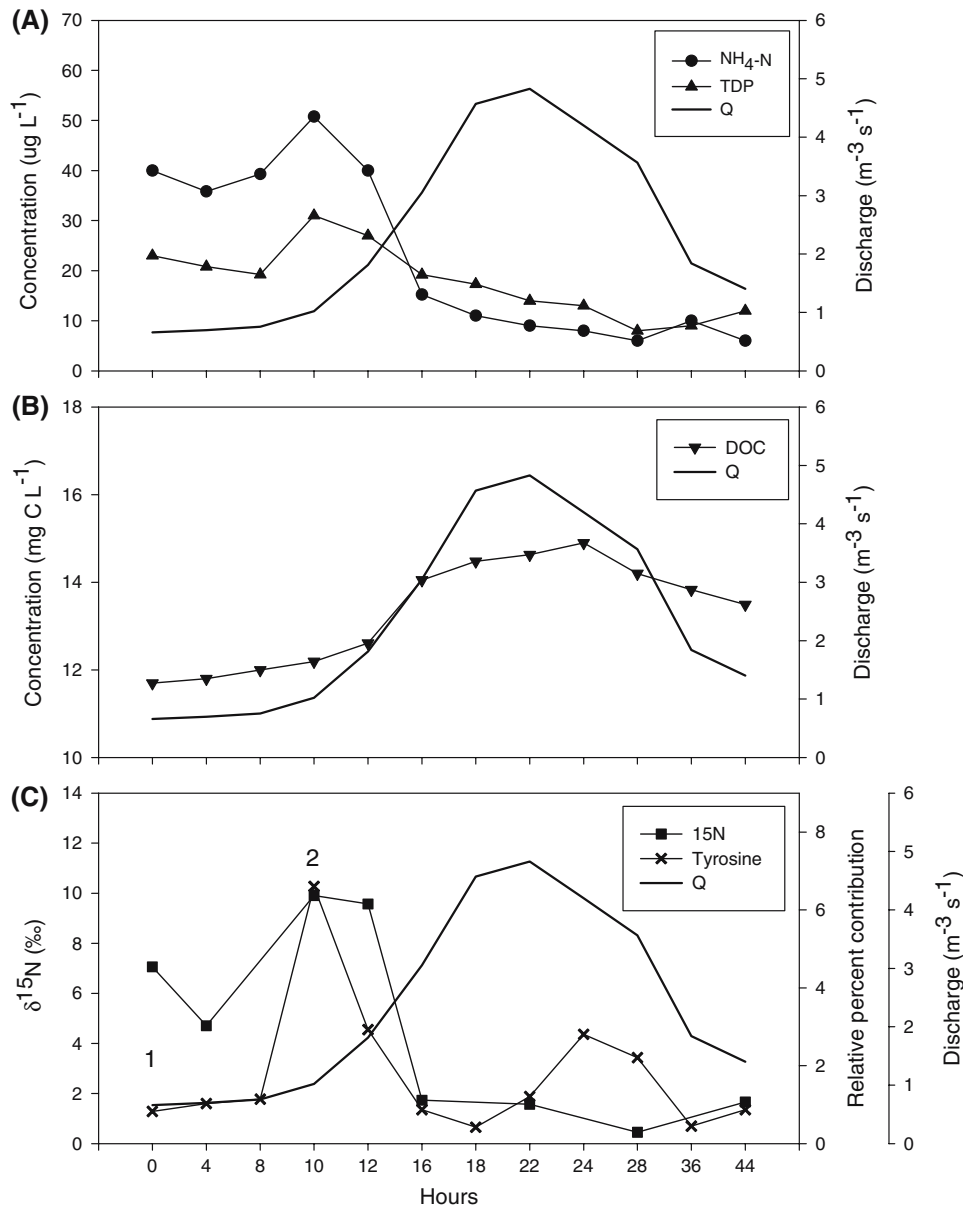 (A)
70
60
50
40
30
20
10
0
Concentration (ug L⁻¹)
NH₄-N
TDP
Q
6
5
4
3
2
1
0
Discharge (m⁻³ s⁻¹)
(B)
18
16
14
12
10
Concentration (mg C L⁻¹)
DOC
Q
6
5
4
3
2
1
0
Discharge (m⁻³ s⁻¹)
(C)
14
12
10
8
6
4
2
0
δ¹⁵N (‰)
1
2
15N
Tyrosine
Q
8
6
4
2
0
Relative percent contribution
6
5
4
3
2
1
0
Discharge (m⁻³ s⁻¹)
0 4 8 10 12 16 18 22 24 28 36 44
Hours